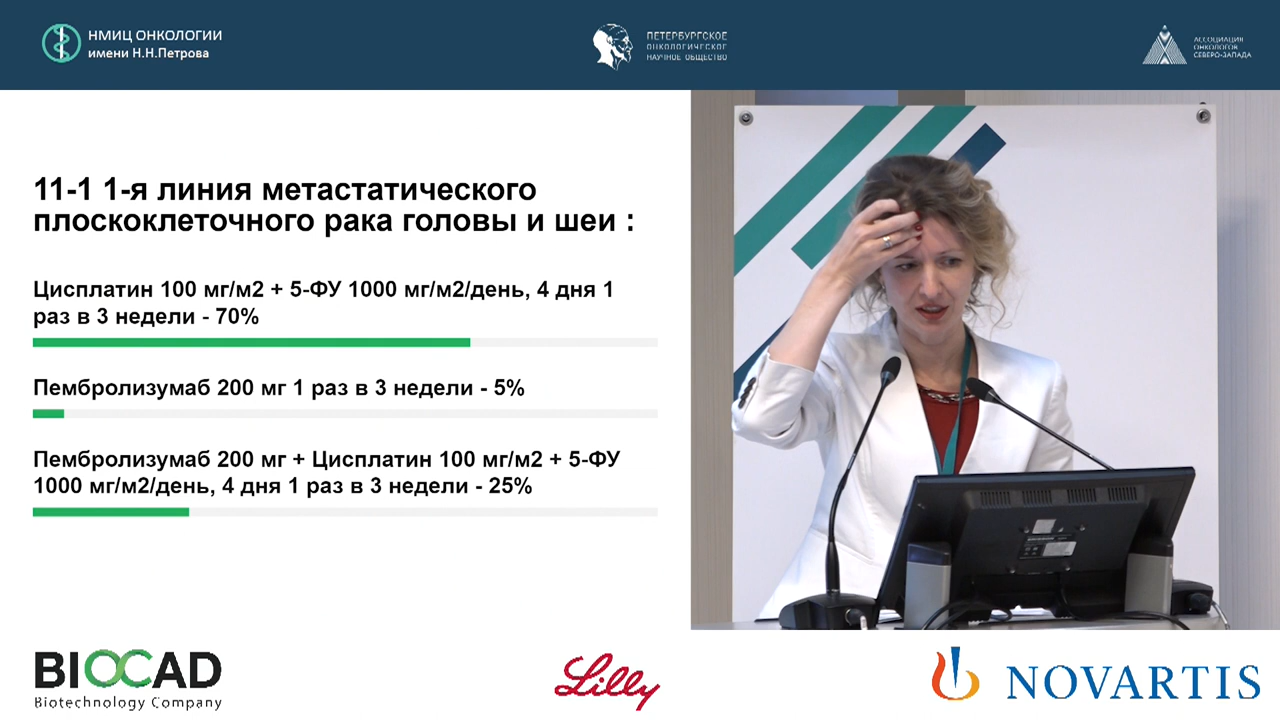 НМИЦ ОНКОЛОГИИ
имени Н.Н.Петрова
ПЕТЕРБУРГСКОЕ
ОНКОЛОГИЧЕСКОЕ
НАУЧНОЕ ОБЩЕСТВО
АССОЦИАЦИЯ
ОНКОЛОГОВ
СЕВЕРО-ЗАПАДА
11-1 1-я линия метастатического
плоскоклеточного рака головы и шеи :
Цисплатин 100 мг/м2 + 5-ФУ 1000 мг/м2/день, 4 дня 1
раз в 3 недели - 70%
Пембролизумаб 200 мг 1 раз в 3 недели - 5%
Пембролизумаб 200 мг + Цисплатин 100 мг/м2 + 5-ФУ
1000 мг/м2/день, 4 дня 1 раз в 3 недели - 25%
BIOCAD
Biotechnology Company
Lilly
NOVARTIS